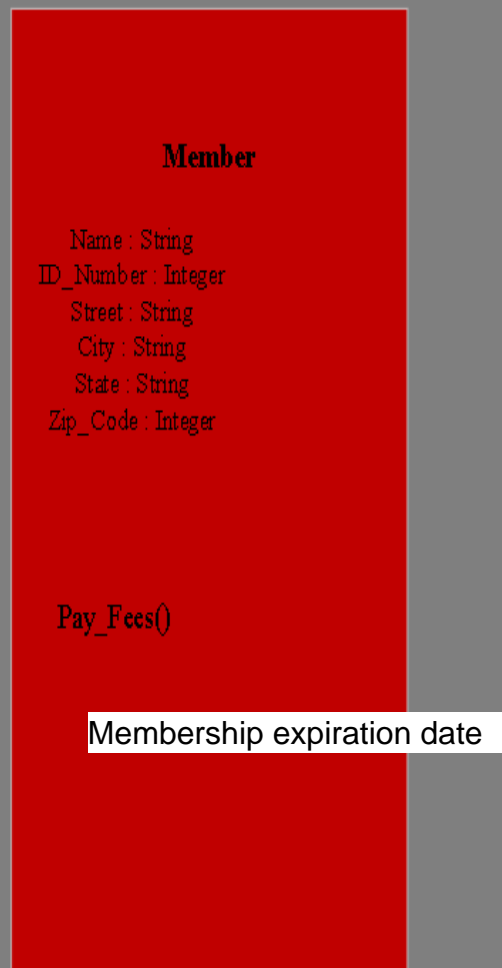 Member
Name : String
ID_Number : Integer
Street : String
City : String
State : String
Zip_Code : Integer
Pay_Fees()
Membership expiration date